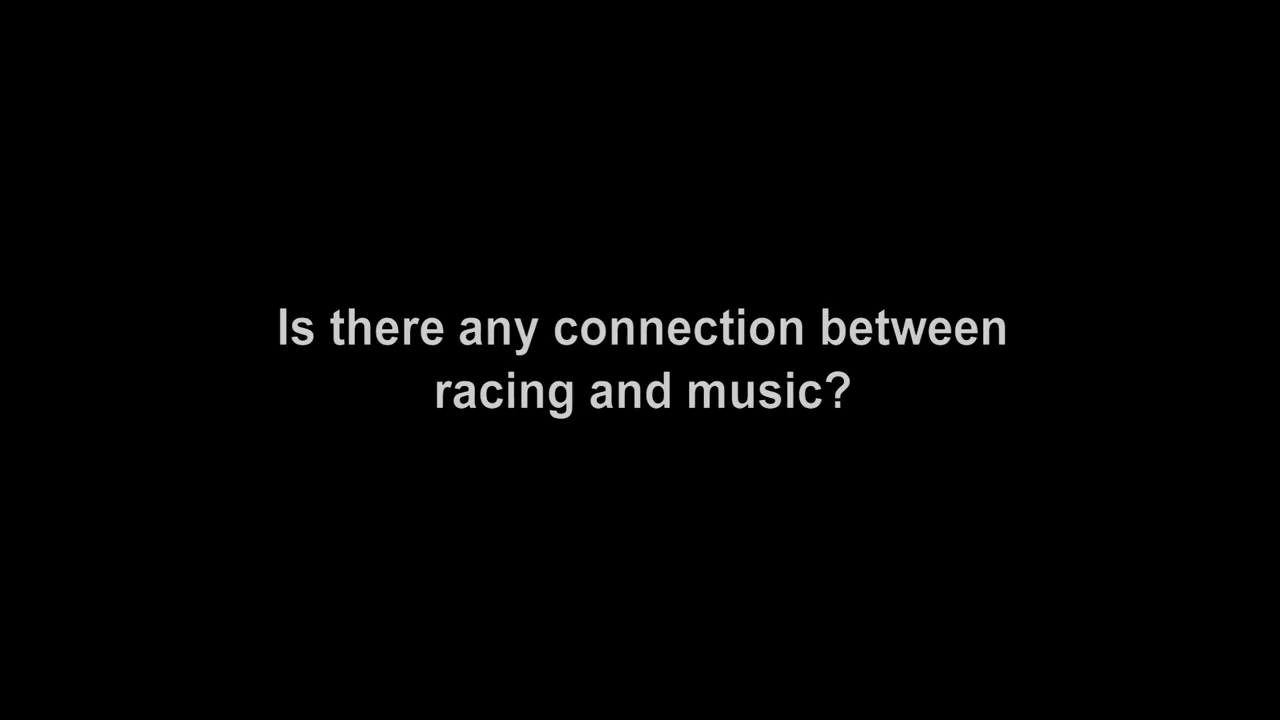 Is there any connection between
racing and music?